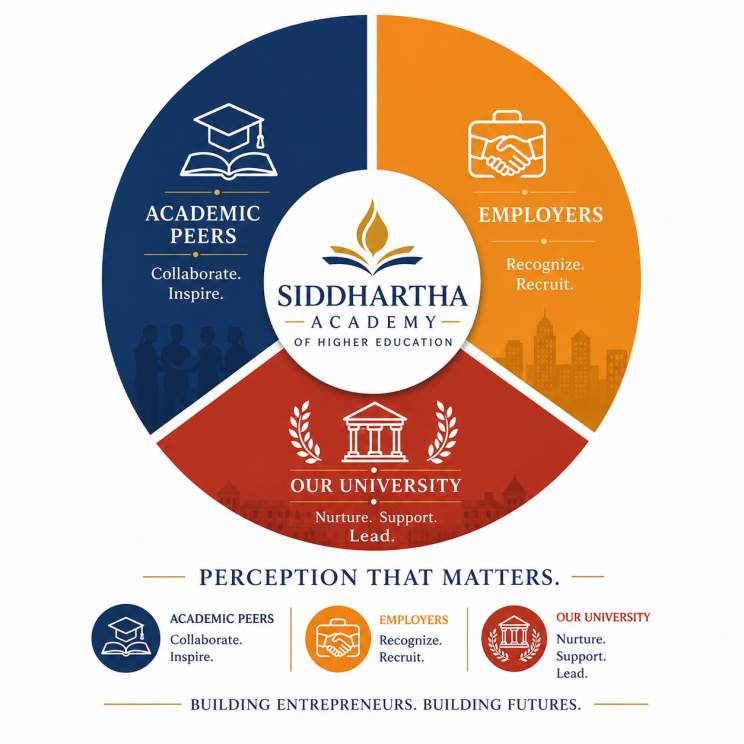 ACADEMIC
PEERS
Collaborate.
Inspire.
EMPLOYERS
Recognize.
Recruit.
SIDDHARTHA
ACADEMY
OF HIGHER EDUCATION
OUR UNIVERSITY
Nurture. Support.
Lead.
PERCEPTION THAT MATTERS.
ACADEMIC PEERS
Collaborate.
Inspire.
EMPLOYERS
Recognize.
Recruit.
OUR UNIVERSITY
Nurture.
Support.
Lead.
BUILDING ENTREPRENEURS. BUILDING FUTURES.